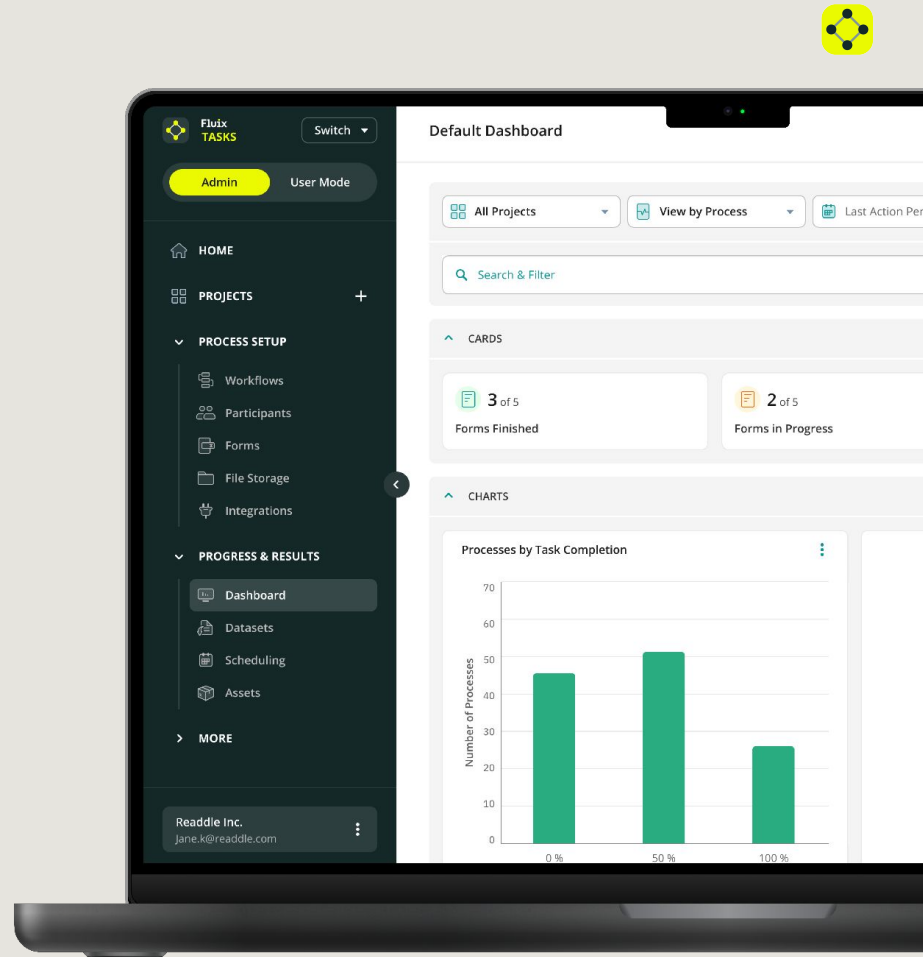 Fluix
TASKS
Switch
Default Dashboard
Admin
User Mode
All Projects
View by Process
Last Action Per
HOME
Search & Filter
PROJECTS
PROCESS SETUP
CARDS
Workflows
Participants
3 of 5
2 of 5
Forms
Forms Finished
Forms in Progress
File Storage
Integrations
CHARTS
PROGRESS & RESULTS
Processes by Task Completion
Dashboard
Datasets
Scheduling
Assets
MORE
Number of Processes
70
60
50
40
30
20
10
0
0 %
50 %
100 %
Readdle Inc.
Jane.k@readdle.com